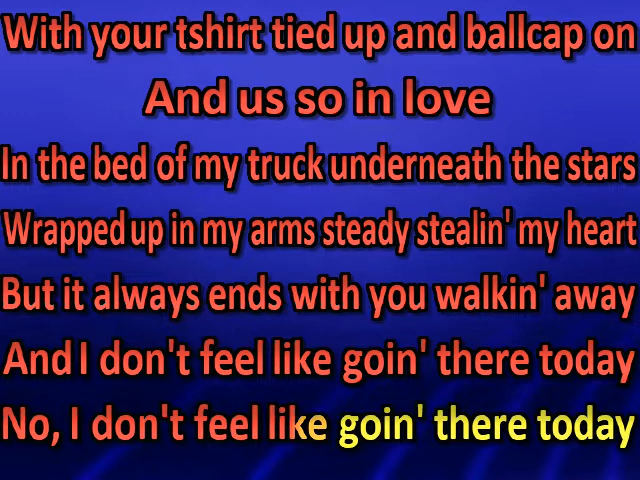 With your tshirt tied up and ballcap on
And us so in love
In the bed of my truck underneath the stars
Wrapped up in my arms steady stealin' my heart
But it always ends with you walkin' away
And I don't feel like goin' there today
No, I don't feel like goin' there today